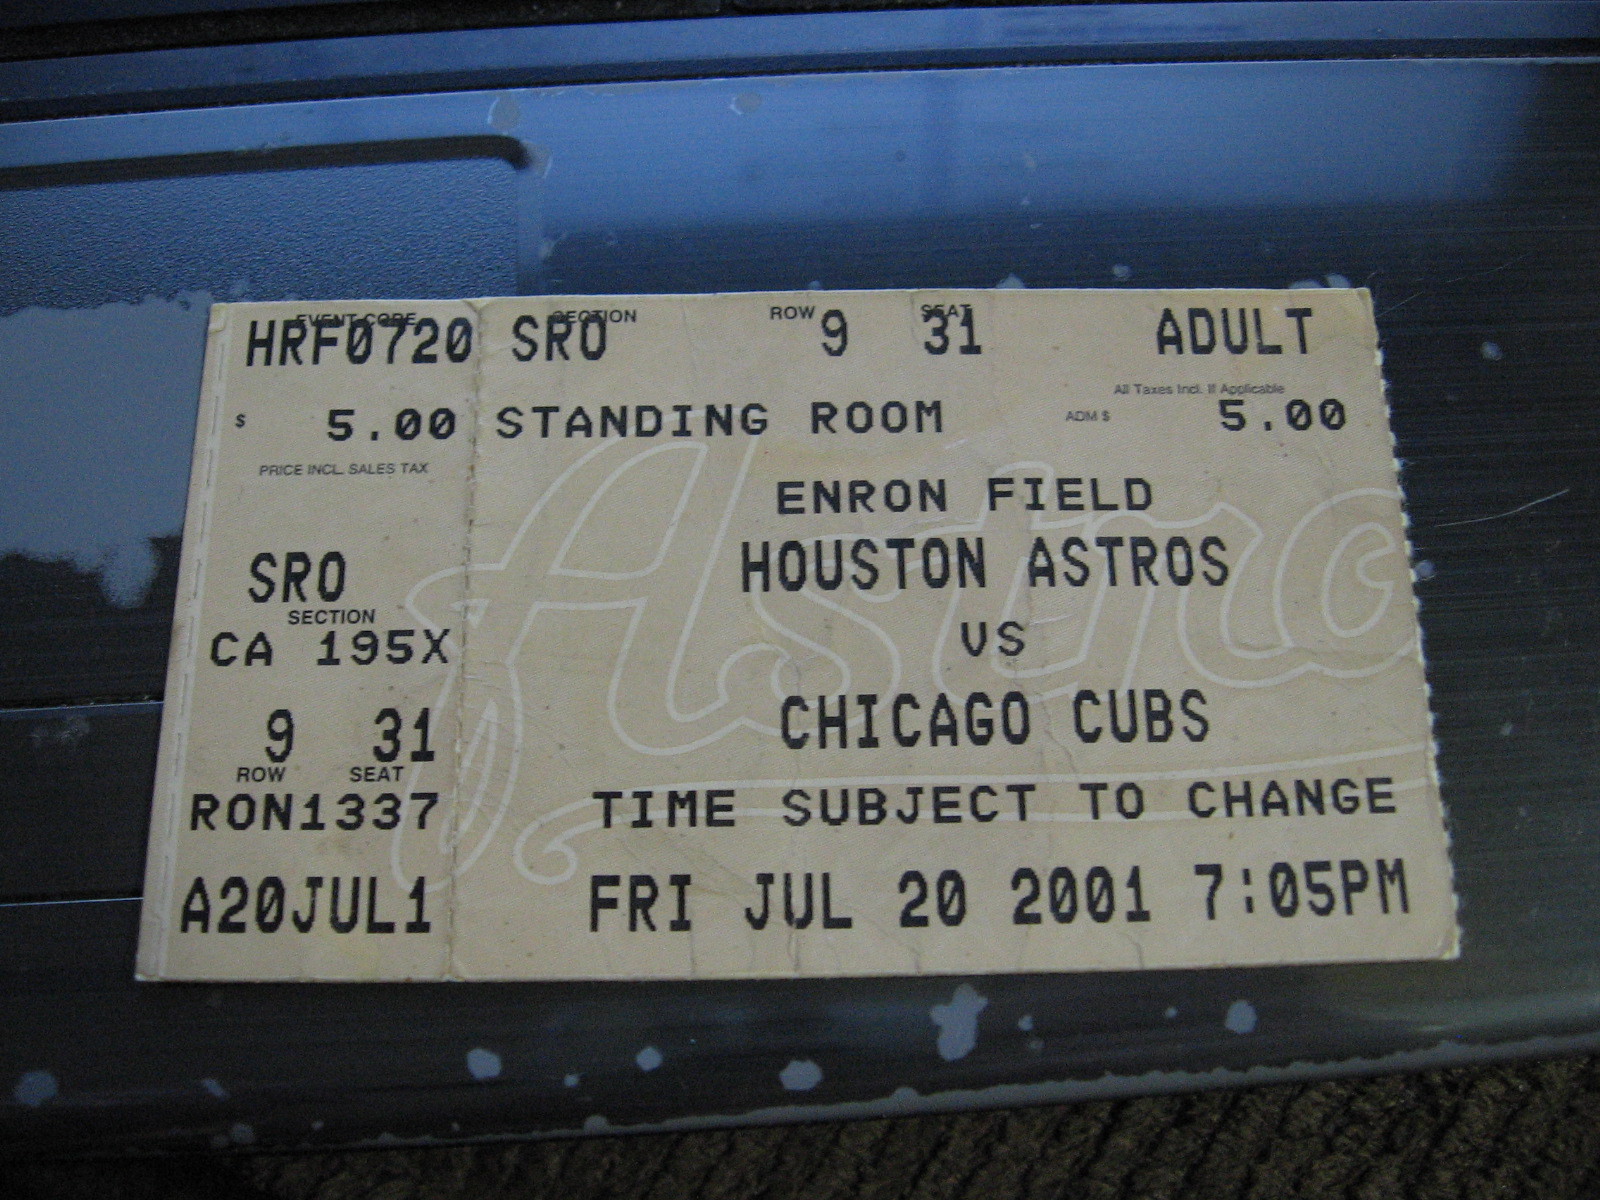 EVENT CODE SECTION ROW SEAT
HRF0720 SRO 9 31 ADULT
All Taxes Incl. If Applicable
$ 5.00 STANDING ROOM ADM $ 5.00
PRICE INCL. SALES TAX
ENRON FIELD
HOUSTON ASTROS
SRO
SECTION
VS
CA 195X
CHICAGO CUBS
9 31
ROW SEAT
RON1337 TIME SUBJECT TO CHANGE
A20JUL1 FRI JUL 20 2001 7:05PM
Astro